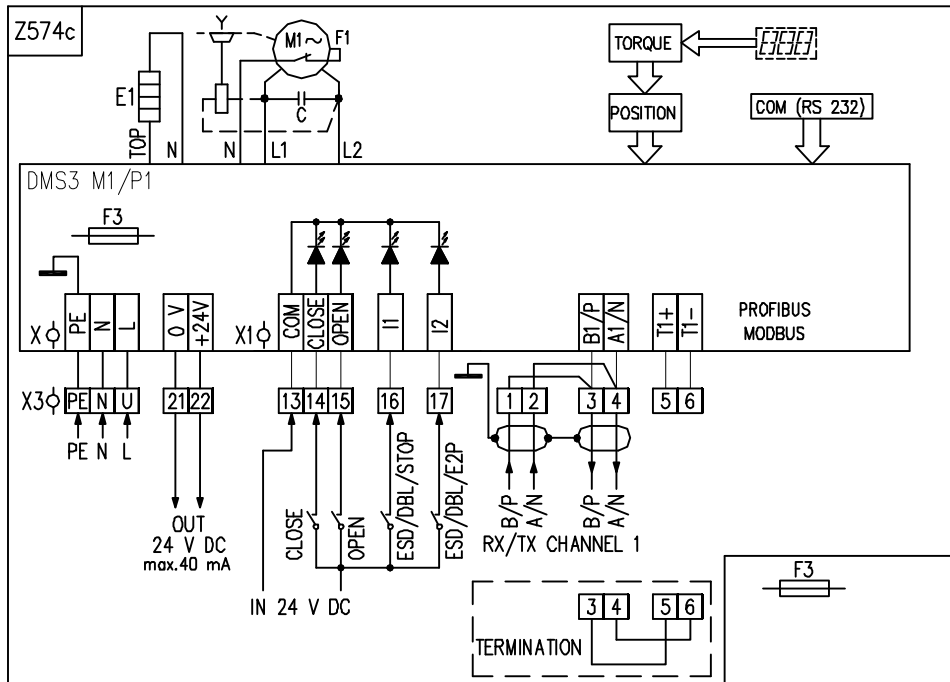 Z574c
Y
M1~
F1
E1
C
TOP
N
N
L1
L2
TORQUE
POSITION
COM (RS 232)
DMS3 M1/P1
F3
X
PE
N
L
0 V
+24V
X1
COM
CLOSE
OPEN
I1
I2
B1/P
A1/N
T1+
T1-
PROFIBUS
MODBUS
X3
PE
N
U
21
22
13
14
15
16
17
1
2
3
4
5
6
PE N L
OUT
24 V DC
max.40 mA
CLOSE
OPEN
ESD/DBL/STOP
ESD/DBL/E2P
IN 24 V DC
B/P
A/N
B/P
A/N
RX/TX CHANNEL 1
TERMINATION
3
4
5
6
F3